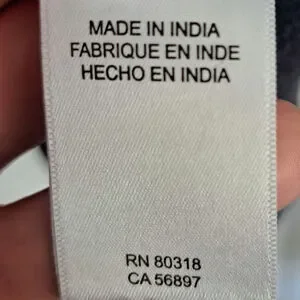 MADE IN INDIA
FABRIQUE EN INDE
HECHO EN INDIA
RN 80318
CA 56897